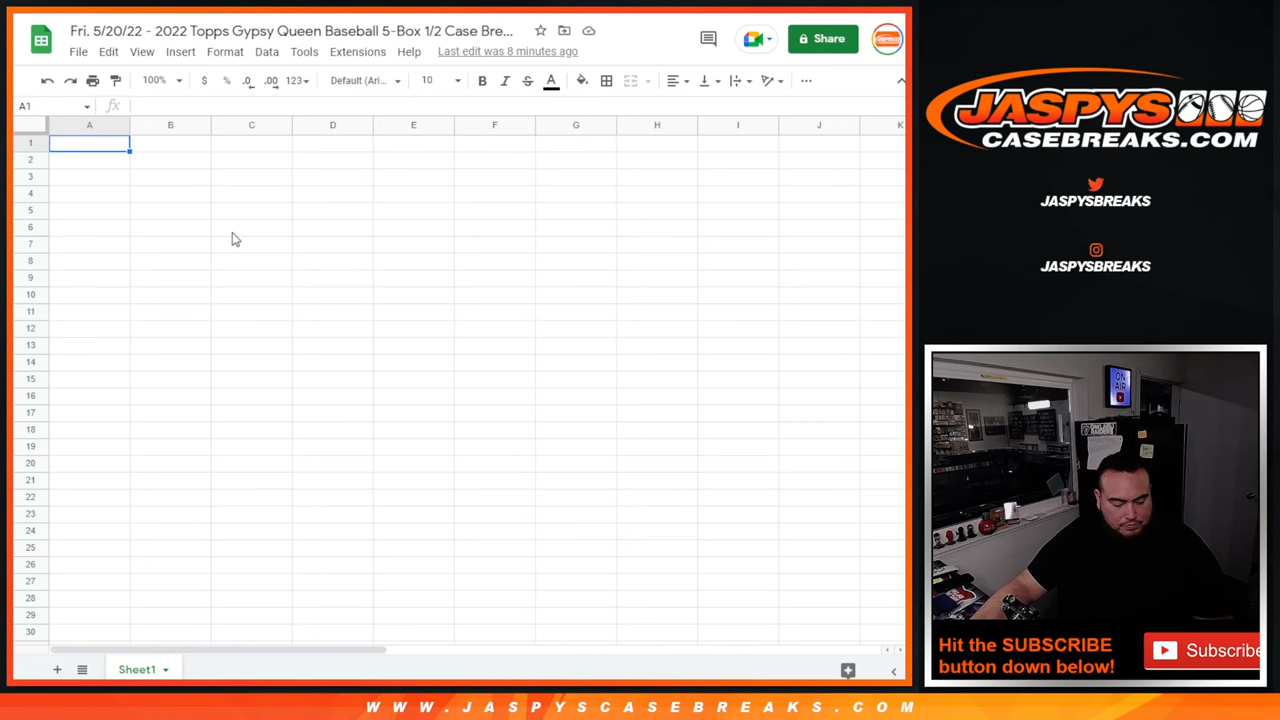 Fri. 5/20/22 - 2022 Topps Gypsy Queen Baseball 5-Box 1/2 Case Bre...
File Edit View Insert Format Data Tools Extensions Help Last edit was 8 minutes ago
Share
100% $ % .0 .00 123 Default (Ari... 10 B I S A
A1 fx
A B C D E F G H I J K
1
2
3
4
5
6
7
8
9
10
11
12
13
14
15
16
17
18
19
20
21
22
23
24
25
26
27
28
29
30
Sheet1
JASPYS
CASEBREAKS.COM
JASPYSBREAKS
JASPYSBREAKS
ON
AIR
Hit the SUBSCRIBE
button down below!
Subscribe
WWW.JASPYSCASEBREAKS.COM